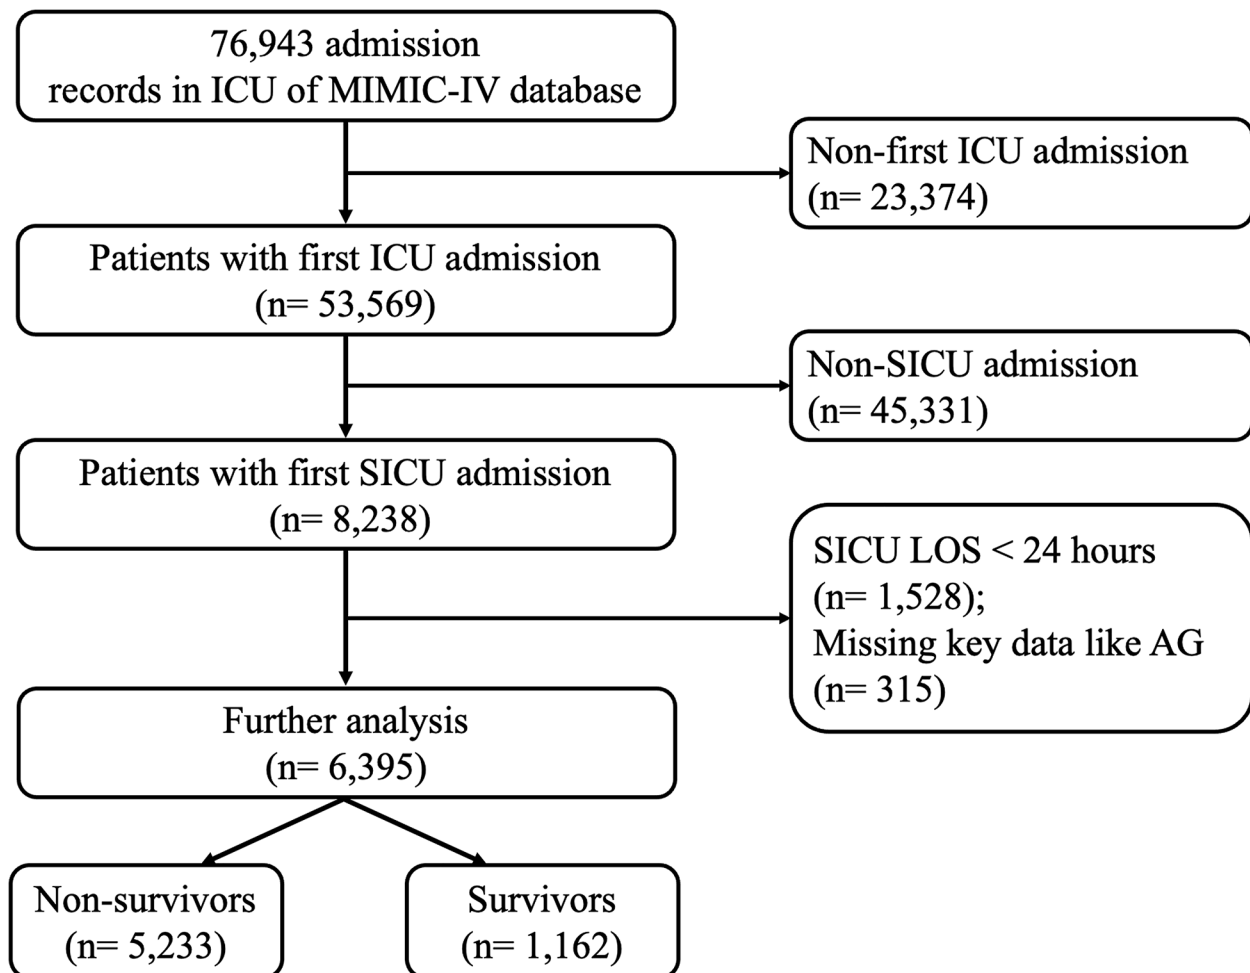 76,943 admission
records in ICU of MIMIC-IV database
Non-first ICU admission
(n= 23,374)
Patients with first ICU admission
(n= 53,569)
Non-SICU admission
(n= 45,331)
Patients with first SICU admission
(n= 8,238)
SICU LOS < 24 hours
(n= 1,528);
Missing key data like AG
(n= 315)
Further analysis
(n= 6,395)
Non-survivors
(n= 5,233)
Survivors
(n= 1,162)